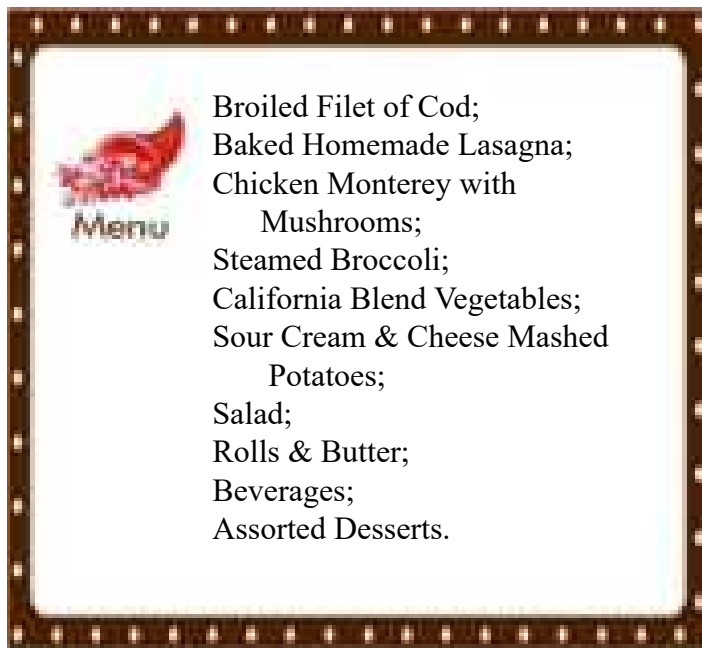 Menu
Broiled Filet of Cod;
Baked Homemade Lasagna;
Chicken Monterey with
Mushrooms;
Steamed Broccoli;
California Blend Vegetables;
Sour Cream & Cheese Mashed
Potatoes;
Salad;
Rolls & Butter;
Beverages;
Assorted Desserts.